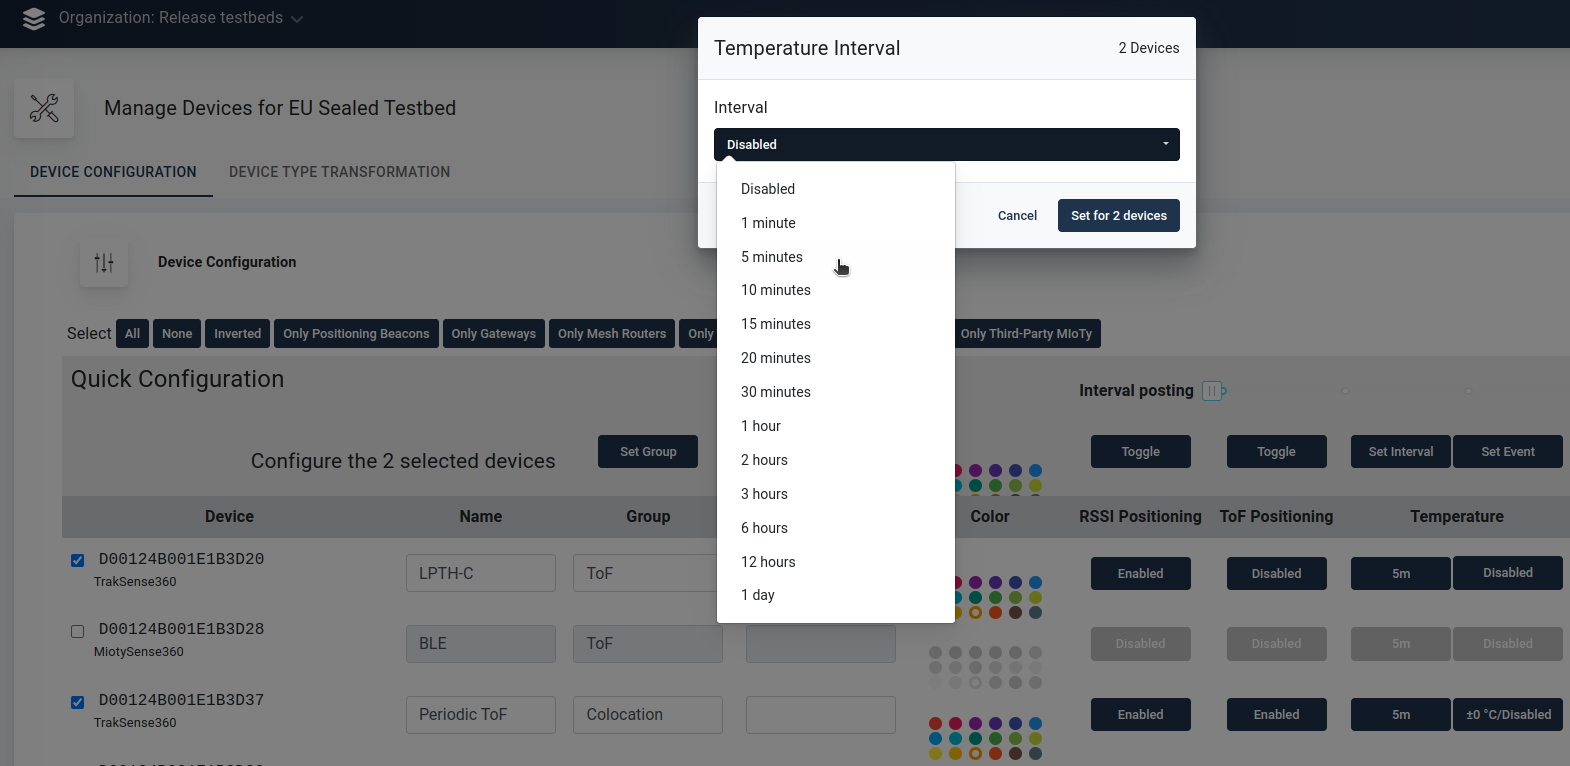 Organization: Release testbeds
Temperature Interval
2 Devices
Manage Devices for EU Sealed Testbed
Interval
Disabled
DEVICE CONFIGURATION
DEVICE TYPE TRANSFORMATION
Disabled
1 minute
5 minutes
10 minutes
15 minutes
20 minutes
30 minutes
1 hour
2 hours
3 hours
6 hours
12 hours
1 day
Cancel
Set for 2 devices
Device Configuration
Select
All
None
Inverted
Only Positioning Beacons
Only Gateways
Only Mesh Routers
Only
Only Third-Party MIoTy
Quick Configuration
Interval posting
Configure the 2 selected devices
Set Group
Toggle
Toggle
Set Interval
Set Event
Device
Name
Group
Color
RSSI Positioning
ToF Positioning
Temperature
D00124B001E1B3D20
TrakSense360
LPTH-C
ToF
Enabled
Disabled
5m
Disabled
D00124B001E1B3D28
MiotySense360
BLE
ToF
Disabled
Disabled
5m
Disabled
D00124B001E1B3D37
TrakSense360
Periodic ToF
Colocation
Enabled
Enabled
5m
±0 °C/Disabled